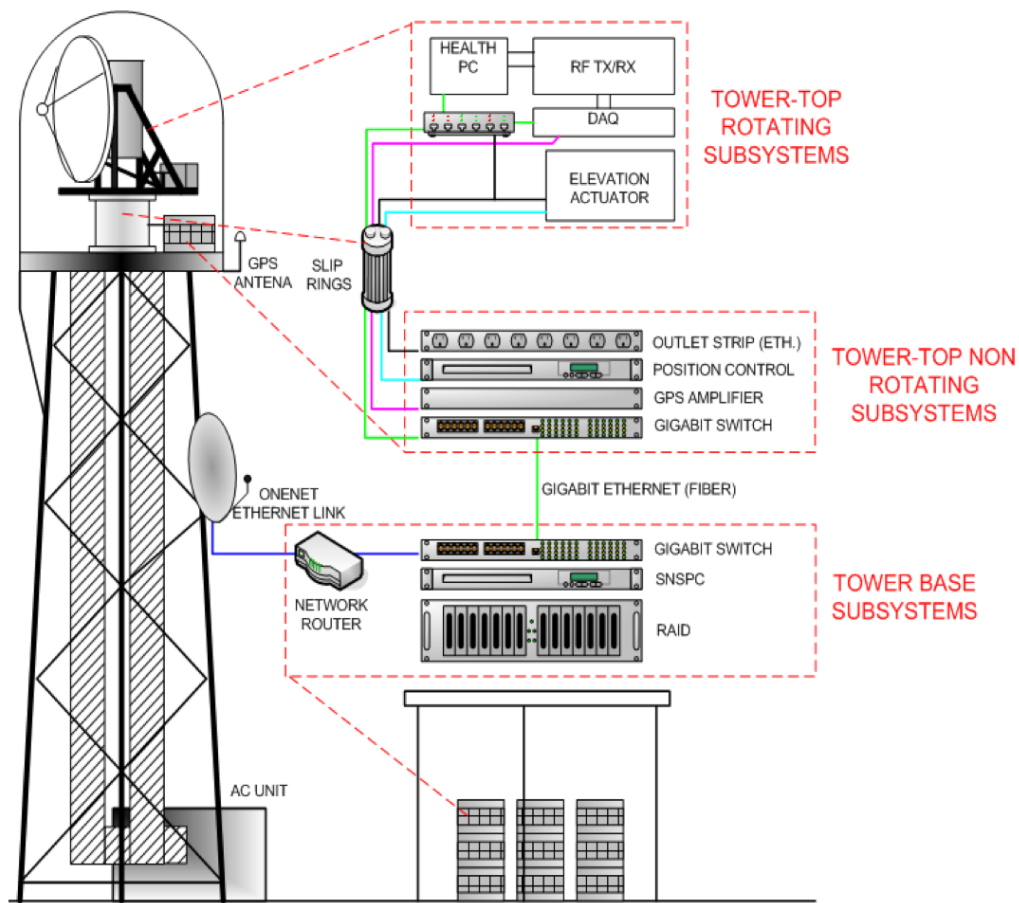 HEALTH
PC
RF TX/RX
DAQ
ELEVATION
ACTUATOR
TOWER-TOP
ROTATING
SUBSYSTEMS
GPS
ANTENA
SLIP
RINGS
OUTLET STRIP (ETH.)
POSITION CONTROL
GPS AMPLIFIER
GIGABIT SWITCH
TOWER-TOP NON
ROTATING
SUBSYSTEMS
GIGABIT ETHERNET (FIBER)
ONENET
ETHERNET LINK
NETWORK
ROUTER
GIGABIT SWITCH
SNSPC
RAID
TOWER BASE
SUBSYSTEMS
AC UNIT